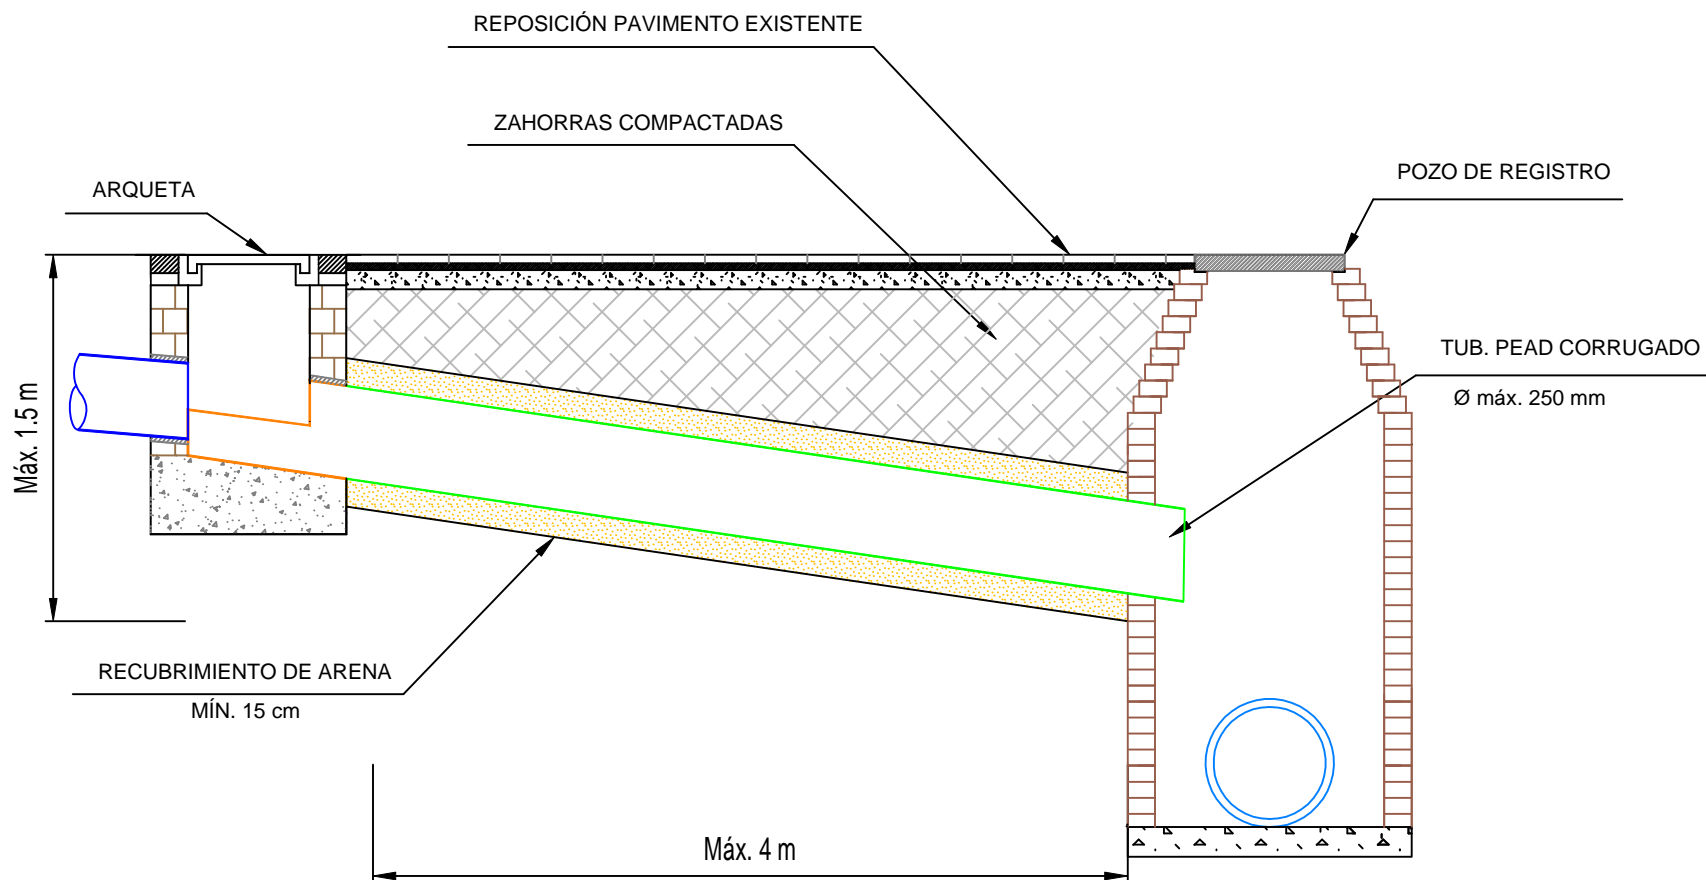 REPOSICIÓN PAVIMENTO EXISTENTE
ZAHORRAS COMPACTADAS
POZO DE REGISTRO
ARQUETA
TUB. PEAD CORRUGADO
Ø máx. 250 mm
Máx. 1.5 m
RECUBRIMIENTO DE ARENA
MÍN. 15 cm
Máx. 4 m